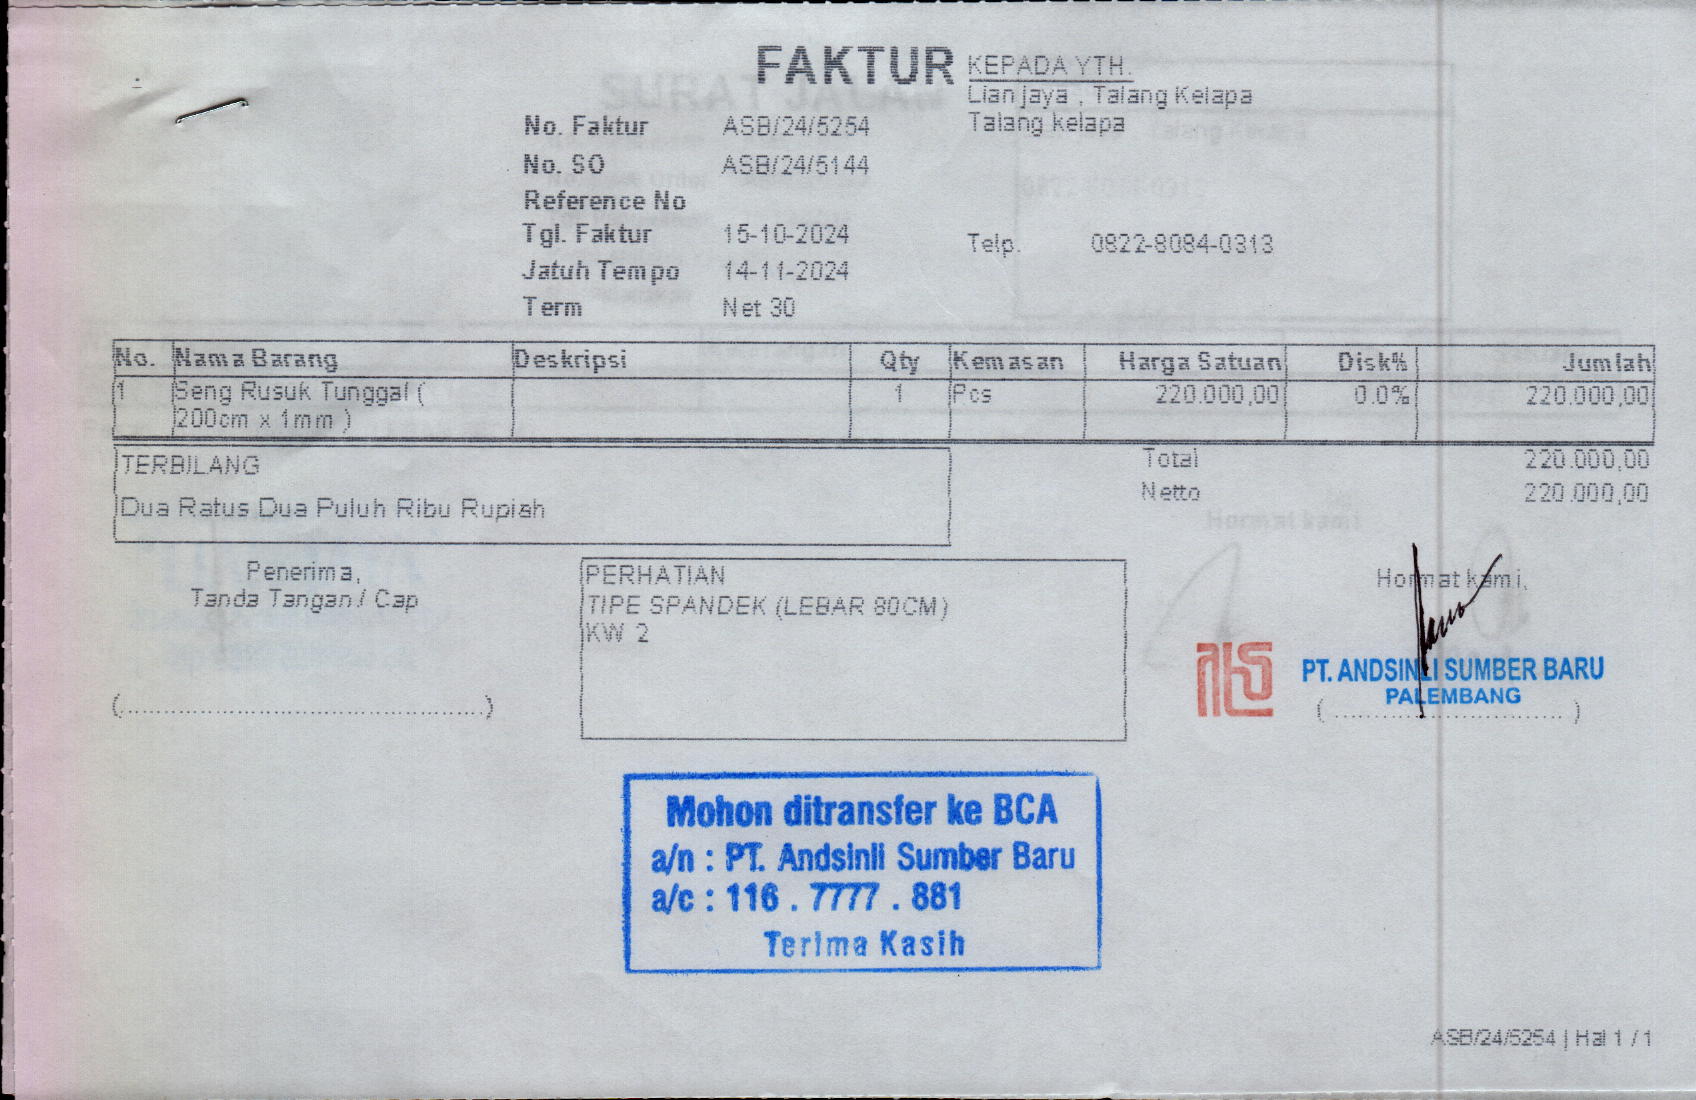 FAKTUR
KEPADA YTH.
Lian jaya , Talang Kelapa
Talang kelapa
No. Faktur ASB/24/5254
No. SO ASB/24/5144
Reference No
Tgl. Faktur 15-10-2024
Telp. 0822-8084-0313
Jatuh Tempo 14-11-2024
Term Net 30
No. Nama Barang Deskripsi Qty Kemasan Harga Satuan Disk% Jumlah
1 Seng Rusuk Tunggal ( 1 Pcs 220.000,00 0.0% 220.000,00
200cm x 1mm )
TERBILANG
Dua Ratus Dua Puluh Ribu Rupiah
Total 220.000,00
Netto 220.000,00
Penerima,
Tanda Tangan / Cap
(................................................)
PERHATIAN
TIPE SPANDEK (LEBAR 80CM)
KW 2
Hormat kami,
PT. ANDSINLI SUMBER BARU
PALEMBANG
( .............................. )
Mohon ditransfer ke BCA
a/n : PT. Andsinli Sumber Baru
a/c : 116 . 7777 . 881
Terima Kasih
ASB/24/5254 | Hal 1 / 1